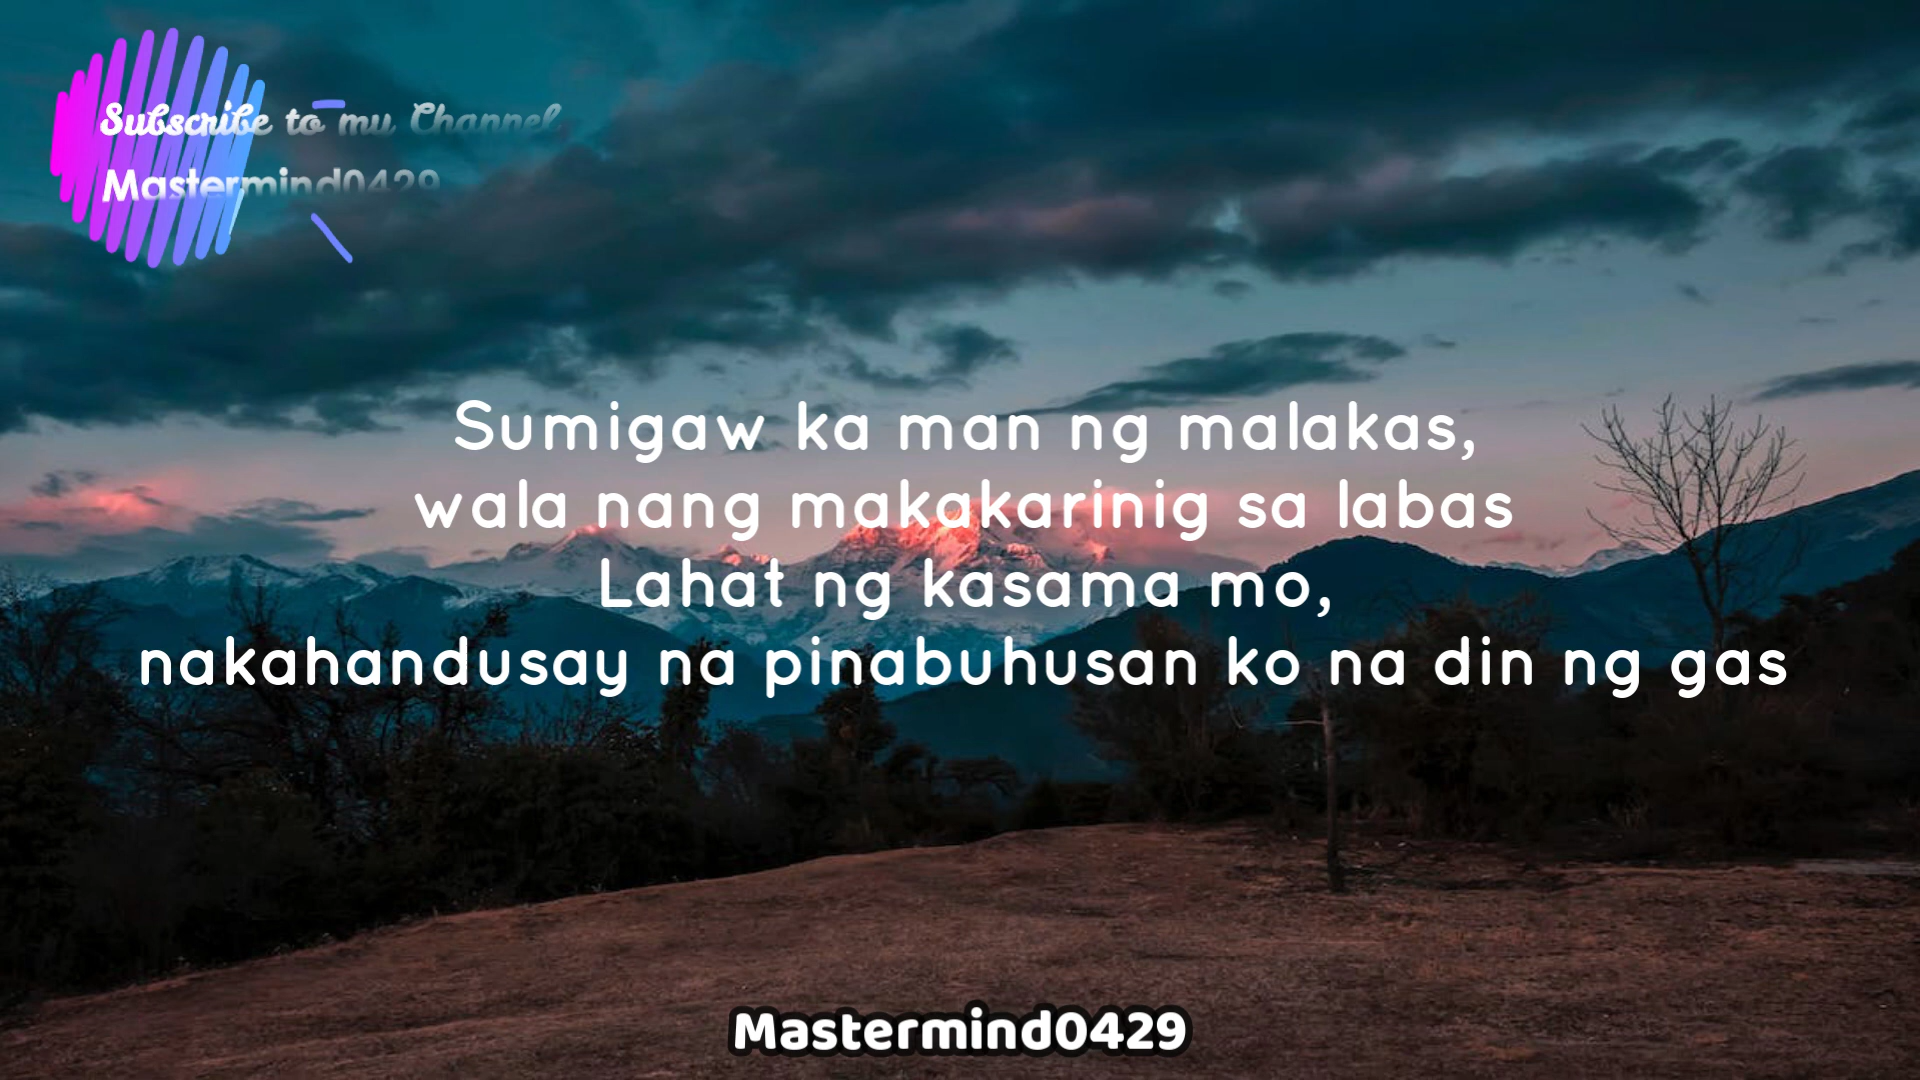 Subscribe to my Channel,
Mastermind0429
Sumigaw ka man ng malakas,
wala nang makakarinig sa labas
Lahat ng kasama mo,
nakahandusay na pinabuhusan ko na din ng gas
Mastermind0429